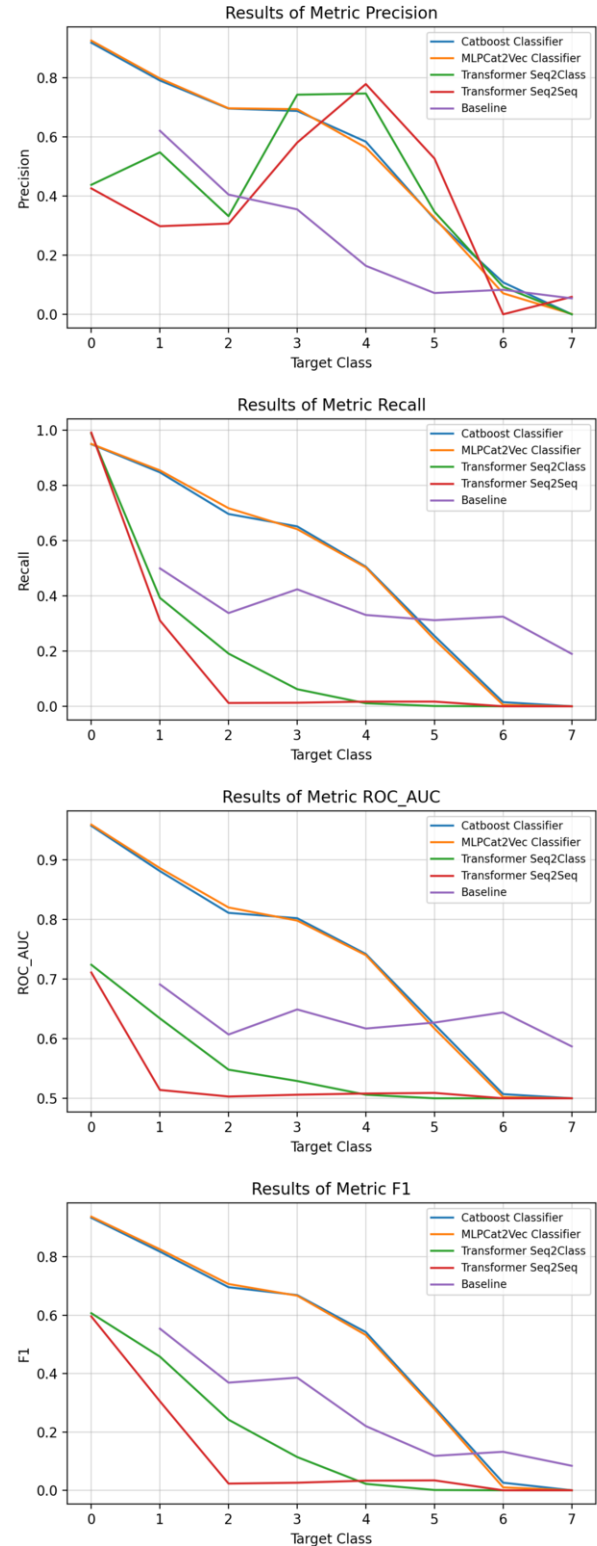 Results of Metric Precision
Catboost Classifier
MLPCat2Vec Classifier
Transformer Seq2Class
Transformer Seq2Seq
Baseline
Precision
0.8
0.6
0.4
0.2
0.0
0 1 2 3 4 5 6 7
Target Class
Results of Metric Recall
Catboost Classifier
MLPCat2Vec Classifier
Transformer Seq2Class
Transformer Seq2Seq
Baseline
Recall
1.0
0.8
0.6
0.4
0.2
0.0
0 1 2 3 4 5 6 7
Target Class
Results of Metric ROC_AUC
Catboost Classifier
MLPCat2Vec Classifier
Transformer Seq2Class
Transformer Seq2Seq
Baseline
ROC_AUC
0.9
0.8
0.7
0.6
0.5
0 1 2 3 4 5 6 7
Target Class
Results of Metric F1
Catboost Classifier
MLPCat2Vec Classifier
Transformer Seq2Class
Transformer Seq2Seq
Baseline
F1
0.8
0.6
0.4
0.2
0.0
0 1 2 3 4 5 6 7
Target Class